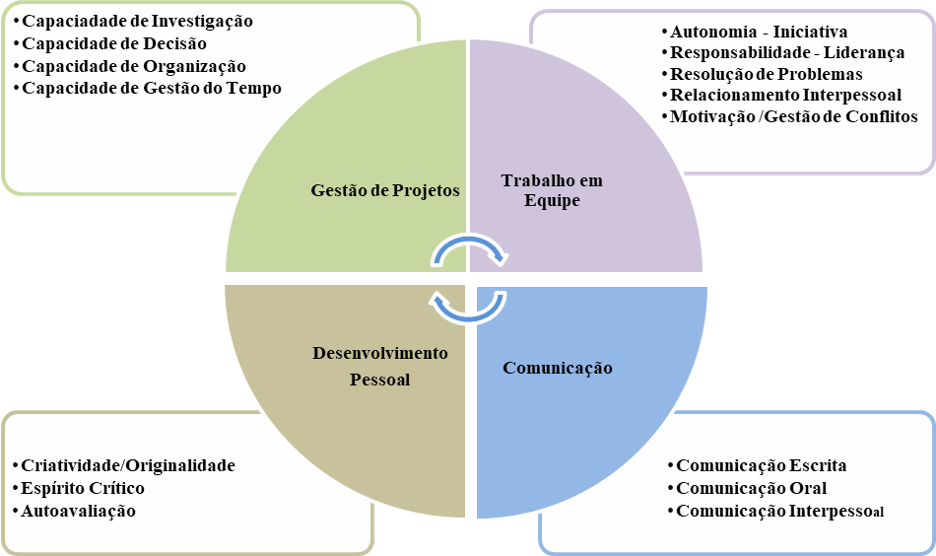 • Capaciadade de Investigação
• Capacidade de Decisão
• Capacidade de Organização
• Capacidade de Gestão do Tempo
• Autonomia - Iniciativa
• Responsabilidade - Liderança
• Resolução de Problemas
• Relacionamento Interpessoal
• Motivação /Gestão de Conflitos
Gestão de Projetos
Trabalho em
Equipe
Desenvolvimento
Pessoal
Comunicação
• Criatividade/Originalidade
• Espírito Crítico
• Autoavaliação
• Comunicação Escrita
• Comunicação Oral
• Comunicação Interpessoal